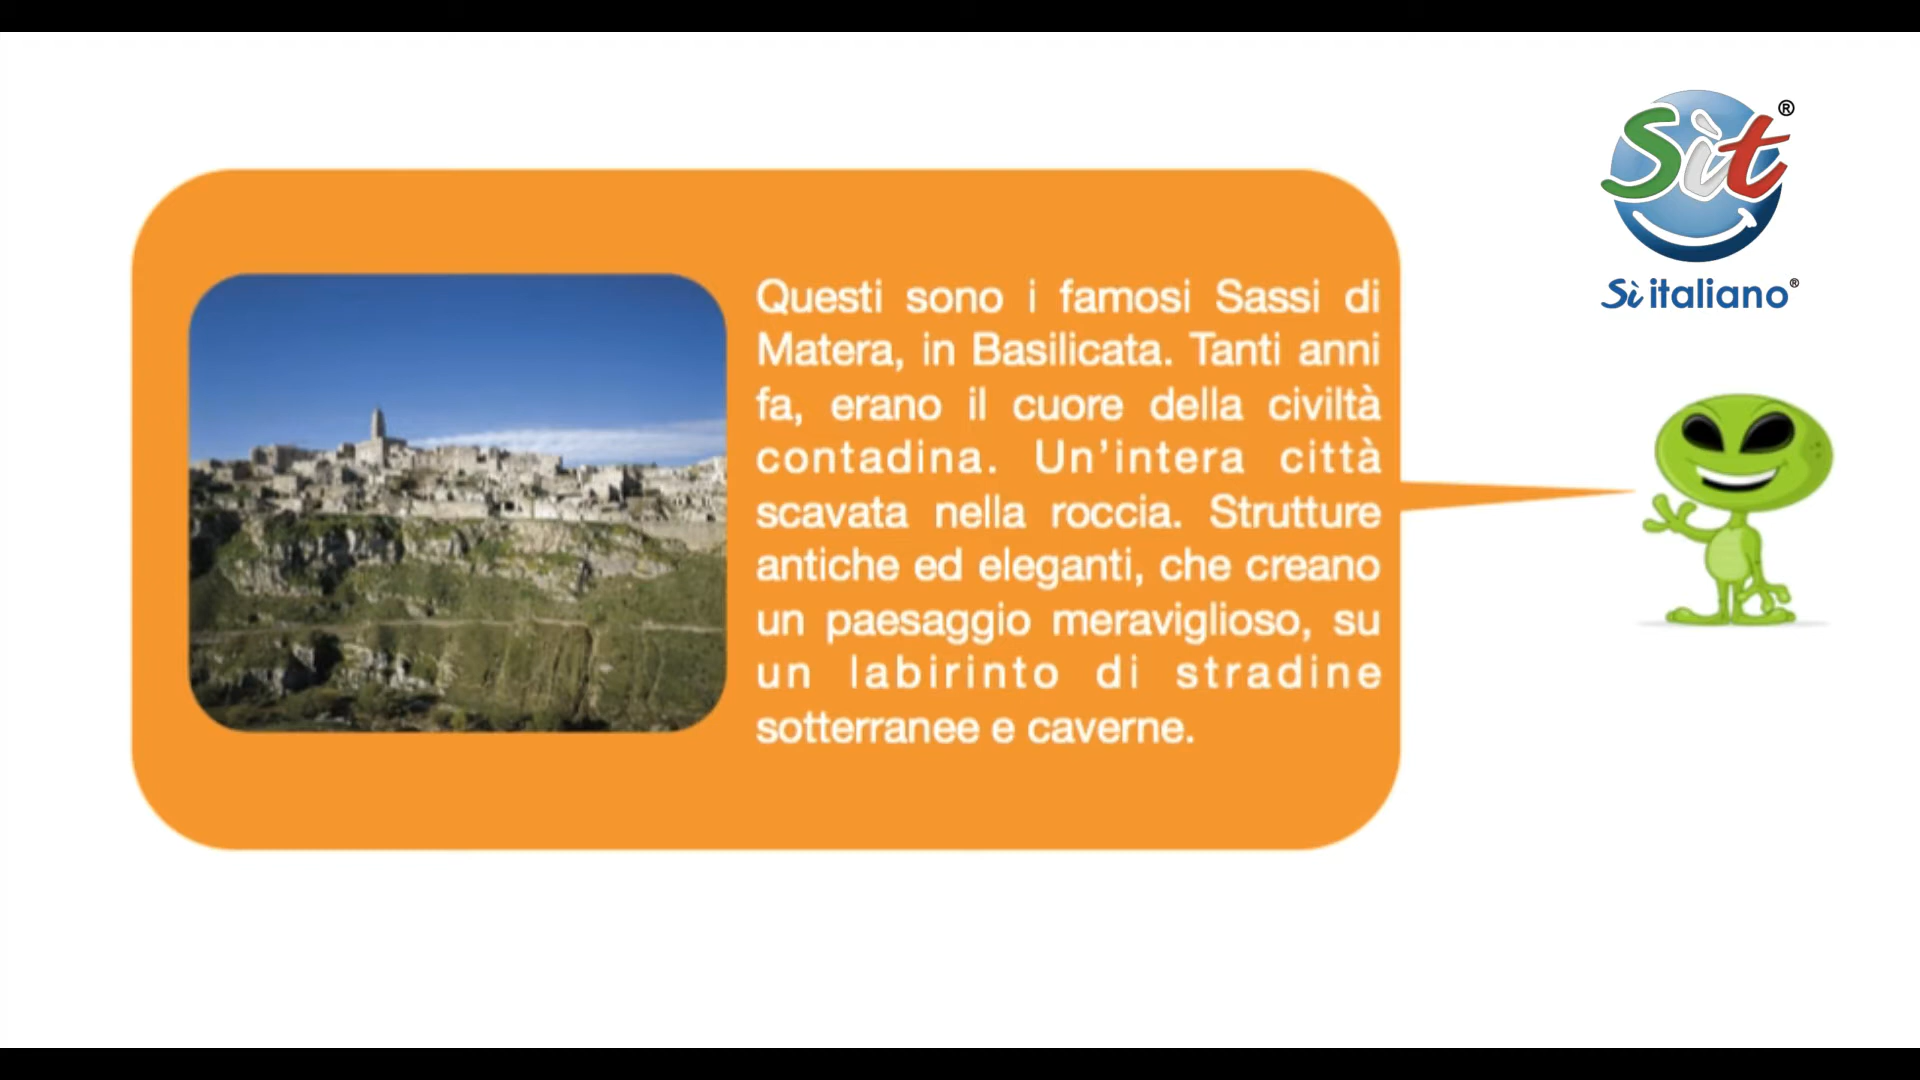 Sìt®
Sì italiano®
Questi sono i famosi Sassi di
Matera, in Basilicata. Tanti anni
fa, erano il cuore della civiltà
contadina. Un’intera città
scavata nella roccia. Strutture
antiche ed eleganti, che creano
un paesaggio meraviglioso, su
un labirinto di stradine
sotterranee e caverne.